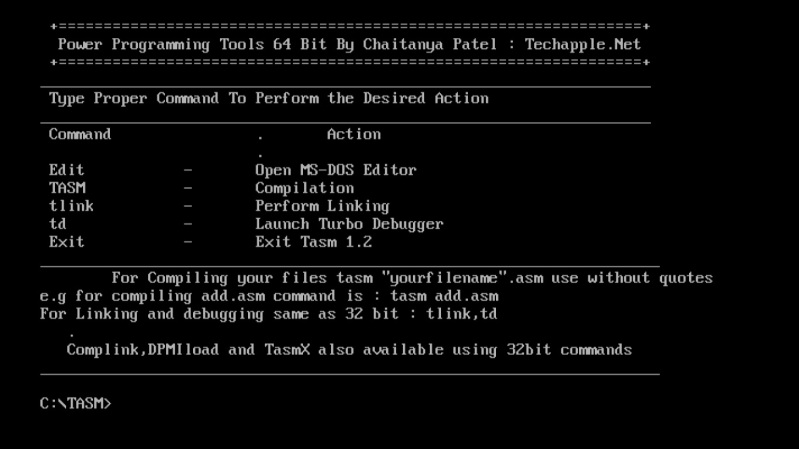 +=================================================================+
Power Programming Tools 64 Bit By Chaitanya Patel : Techapple.Net
+=================================================================+
Type Proper Command To Perform the Desired Action
Command . Action
.
Edit - Open MS-DOS Editor
TASM - Compilation
tlink - Perform Linking
td - Launch Turbo Debugger
Exit - Exit Tasm 1.2
For Compiling your files tasm "yourfilename".asm use without quotes
e.g for compiling add.asm command is : tasm add.asm
For Linking and debugging same as 32 bit : tlink,td
.
Complink,DPMIload and TasmX also available using 32bit commands
C:\TASM>